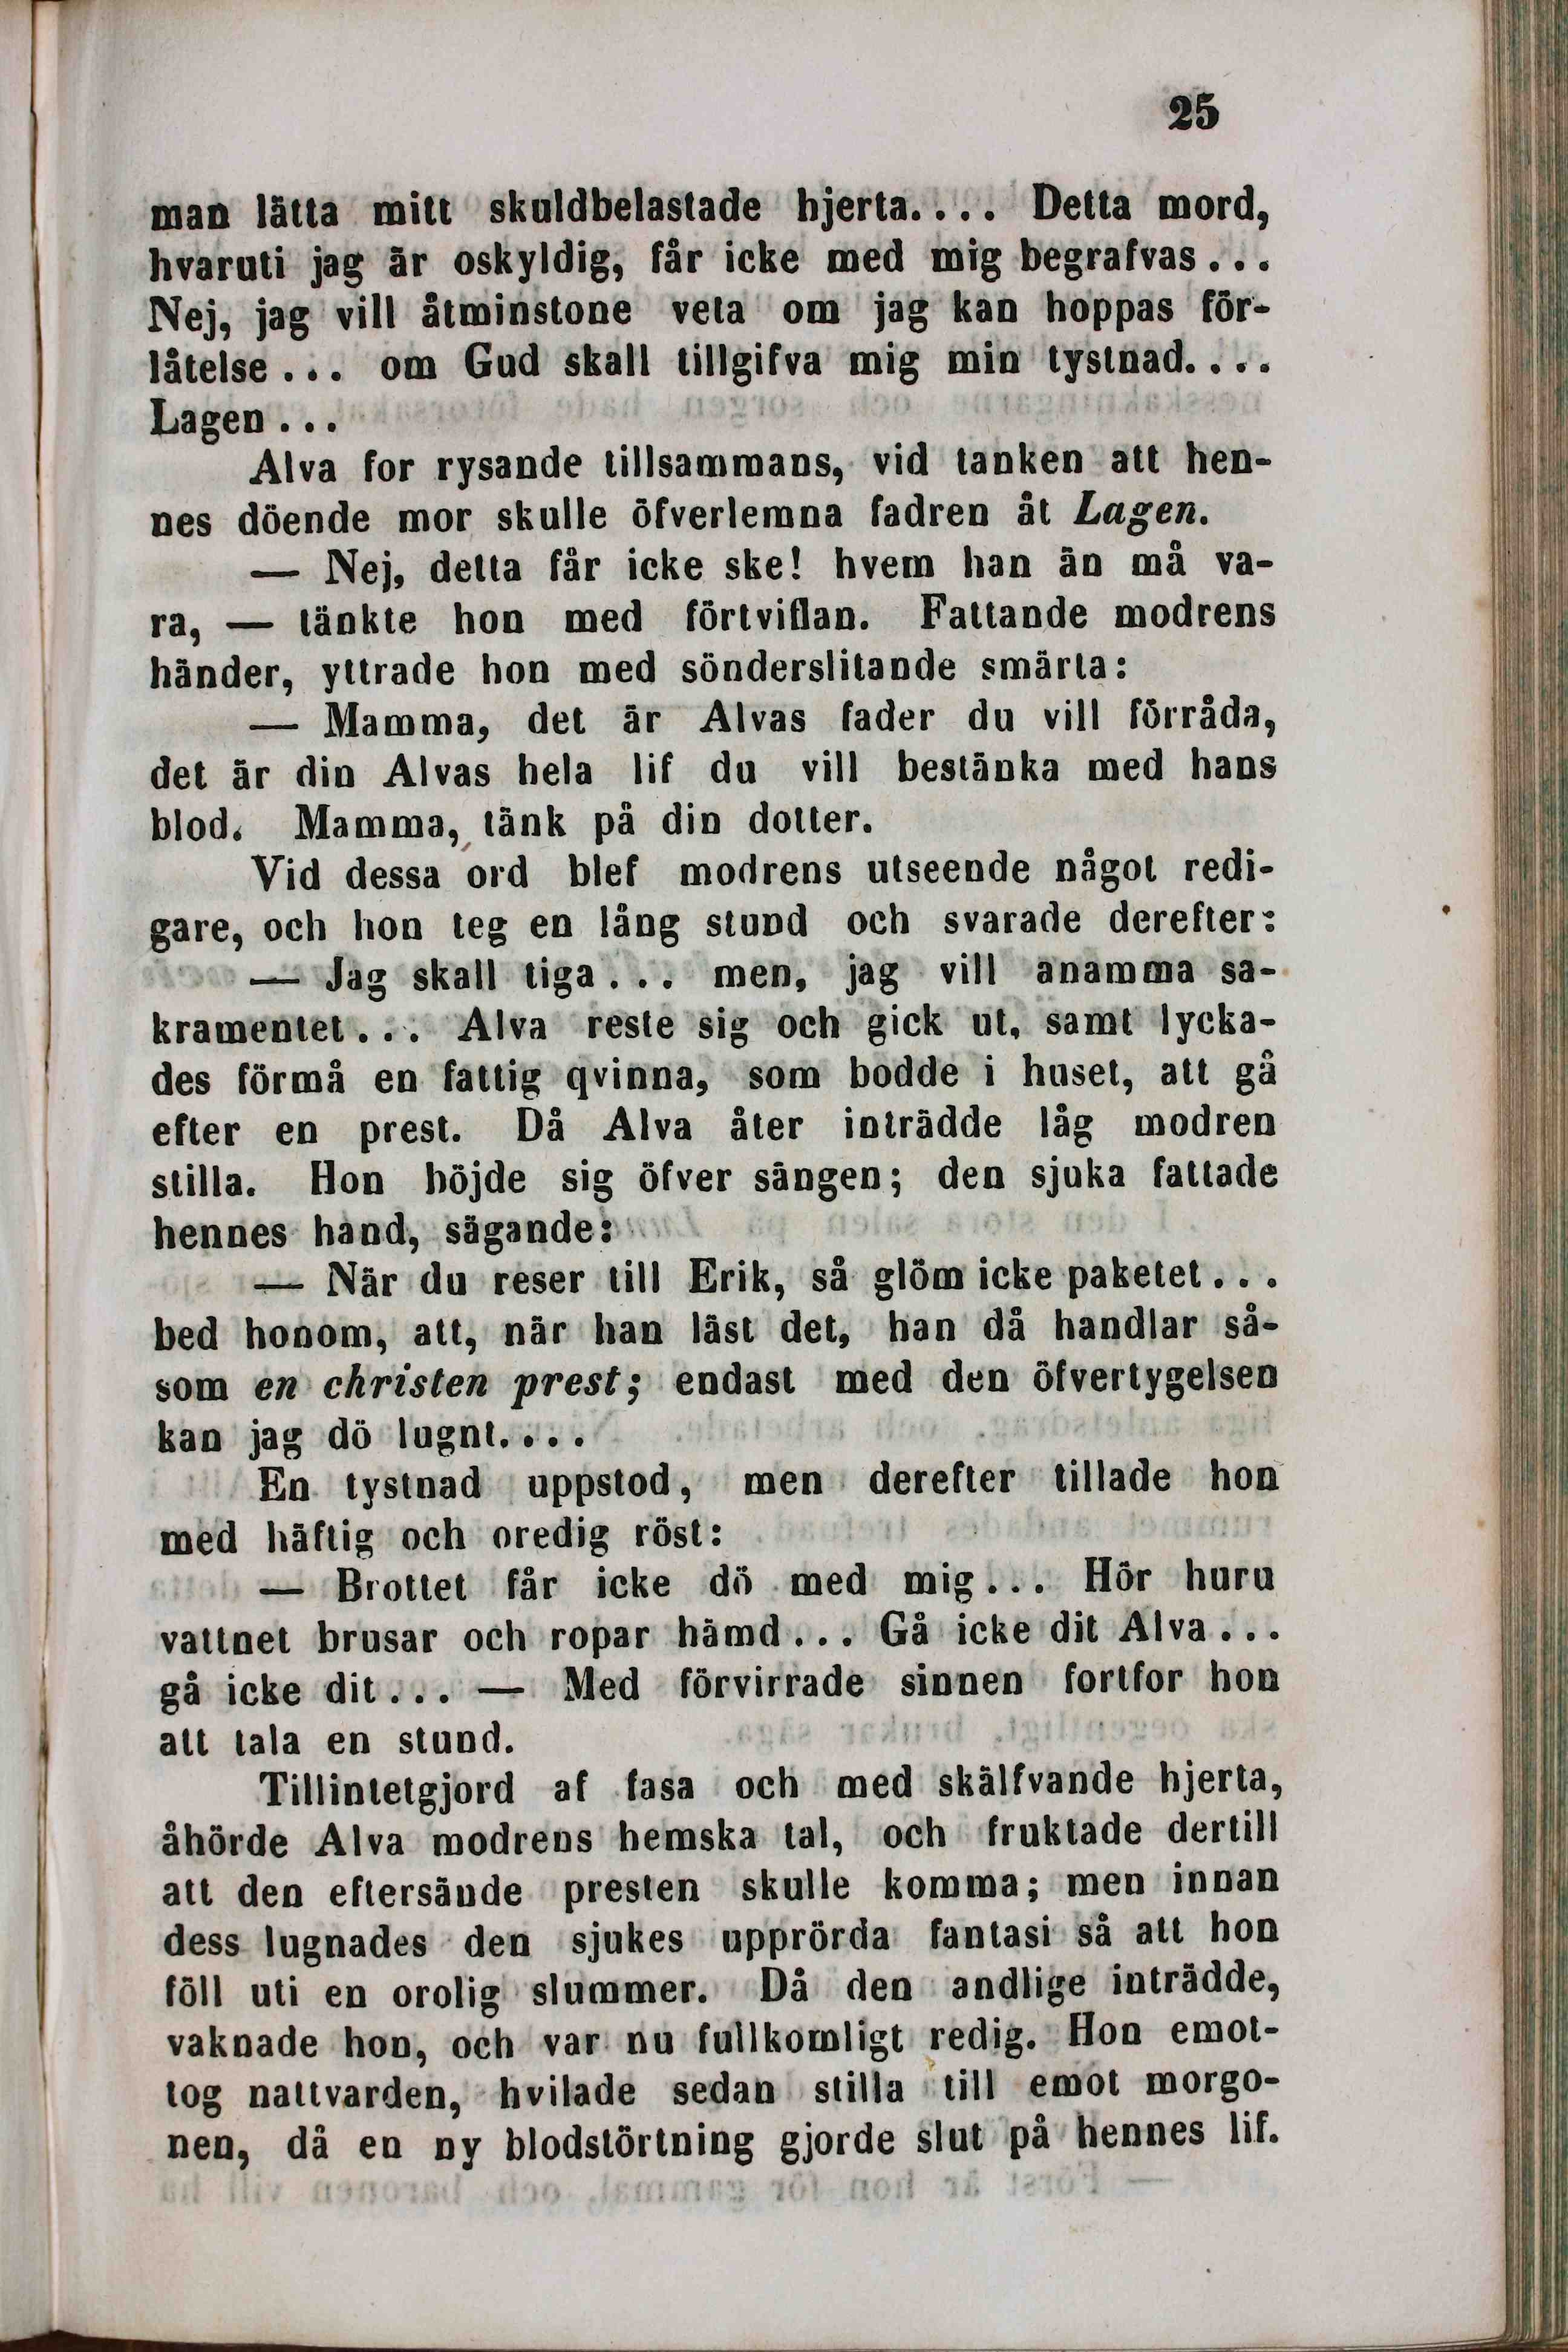 25
man lätta mitt skuldbelastade hjerta.... Detta mord,
hvaruti jag är oskyldig, får icke med mig begrafvas...
Nej, jag vill åtminstone veta om jag kan hoppas för-
låtelse... om Gud skall tillgifva mig min tystnad....
Lagen...
Alva for rysande tillsammans, vid tanken att hen-
nes döende mor skulle öfverlemna fadren åt Lagen.
— Nej, detta får icke ske! hvem han än må va-
ra, — tänkte hon med förtviflan. Fattande modrens
händer, yttrade hon med sönderslitande smärta:
— Mamma, det är Alvas fader du vill förråda,
det är din Alvas hela lif du vill bestänka med hans
blod. Mamma, tänk på din dotter.
Vid dessa ord blef modrens utseende något redi-
gare, och hon teg en lång stund och svarade derefter:
— Jag skall tiga... men, jag vill anamma sa-
kramentet... Alva reste sig och gick ut, samt lycka-
des förmå en fattig qvinna, som bodde i huset, att gå
efter en prest. Då Alva åter inträdde låg modren
stilla. Hon böjde sig öfver sängen; den sjuka fattade
hennes hand, sägande:
— När du reser till Erik, så glöm icke paketet...
bed honom, att, när han läst det, han då handlar så-
som en christen prest; endast med den öfvertygelsen
kan jag dö lugnt....
En tystnad uppstod, men derefter tillade hon
med häftig och oredig röst:
— Brottet får icke dö med mig... Hör huru
vattnet brusar och ropar hämd... Gå icke dit Alva...
gå icke dit... — Med förvirrade sinnen fortfor hon
att tala en stund.
Tillintetgjord af fasa och med skälfvande hjerta,
åhörde Alva modrens hemska tal, och fruktade dertill
att den eftersände presten skulle komma; men innan
dess lugnades den sjukes upprörda fantasi så att hon
föll uti en orolig slummer. Då den andlige inträdde,
vaknade hon, och var nu fullkomligt redig. Hon emot-
tog nattvarden, hvilade sedan stilla till emot morgo-
nen, då en ny blodstörtning gjorde slut på hennes lif.